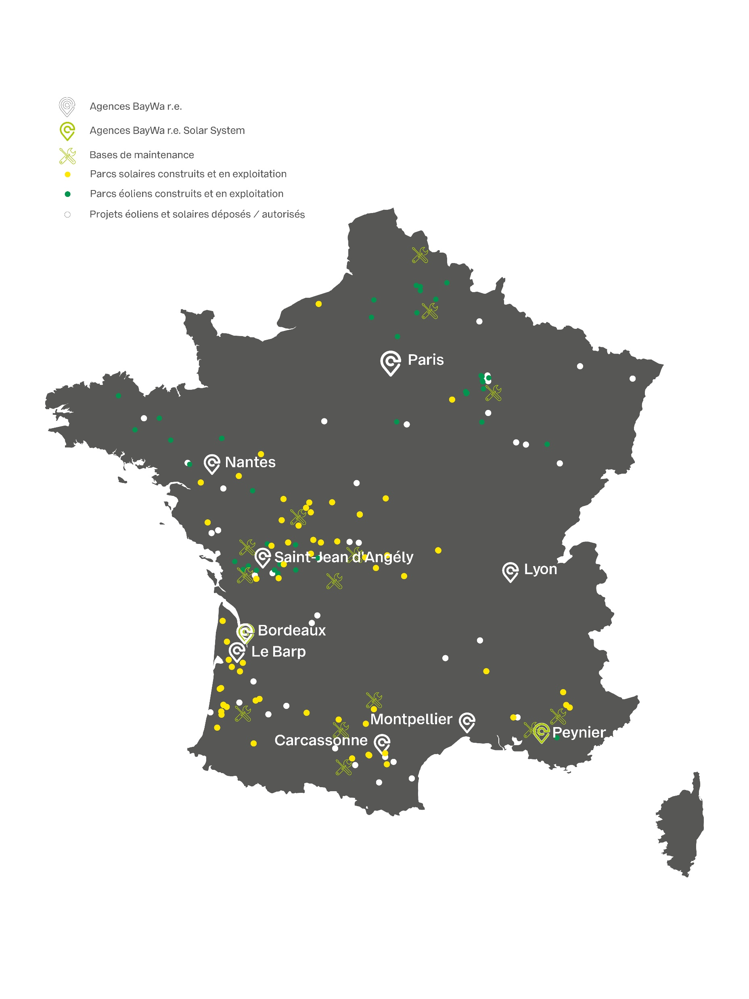 Agences BayWa r.e.
Agences BayWa r.e. Solar System
Bases de maintenance
Parcs solaires construits et en exploitation
Parcs éoliens construits et en exploitation
Projets éoliens et solaires déposés / autorisés
Paris
Nantes
Saint-Jean d'Angély
Lyon
Bordeaux
Le Barp
Montpellier
Peynier
Carcassonne